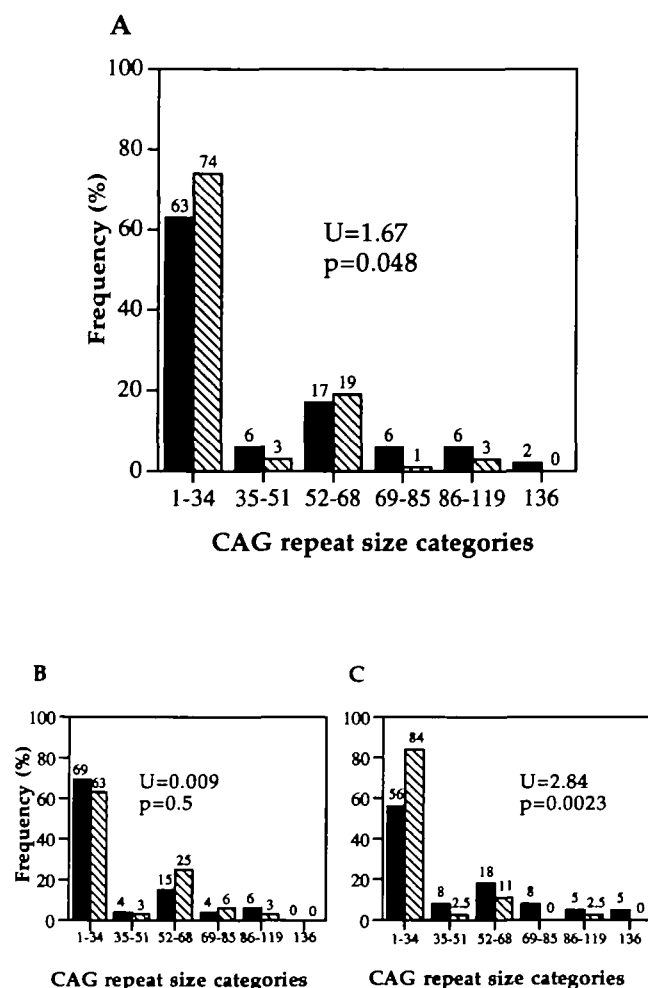 A
100
80
60
40
20
0
Frequency (%)
63 74
6 3
17 19
6 1
6 3
2 0
U=1.67
p=0.048
1-34 35-51 52-68 69-85 86-119 136
CAG repeat size categories
B
100
80
60
40
20
0
Frequency (%)
69 63
4 3
15 25
4 6
6 3
0 0
U=0.009
p=0.5
1-34 35-51 52-68 69-85 86-119 136
CAG repeat size categories
C
100
80
60
40
20
0
56 84
8 2.5
18 11
8 0
5 2.5
5 0
U=2.84
p=0.0023
1-34 35-51 52-68 69-85 86-119 136
CAG repeat size categories